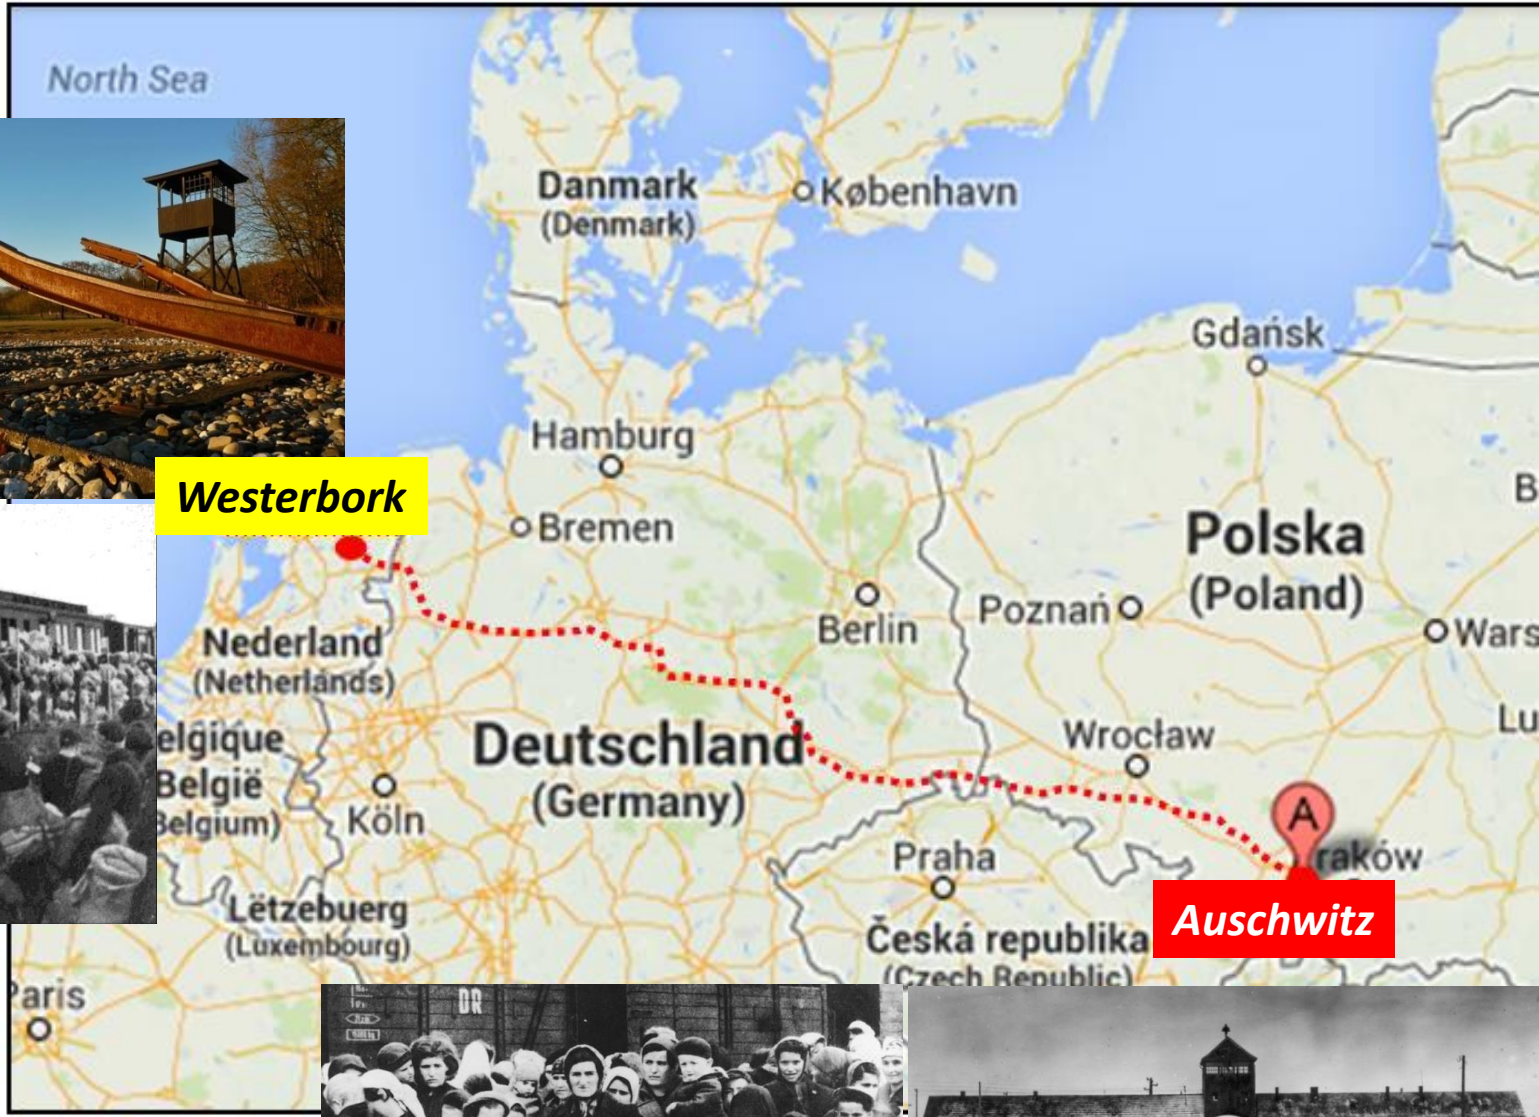 North Sea
Danmark
(Denmark)
København
Gdańsk
Hamburg
Westerbork
Bremen
Polska
(Poland)
Berlin
Poznań
Wars
Nederland
(Netherlands)
Deutschland
(Germany)
Wrocław
Lu
elgique
België
Belgium)
Köln
A
raków
Praha
Auschwitz
Lëtzebuerg
(Luxembourg)
Česká republika
(Czech Republic)
Paris
DR
B